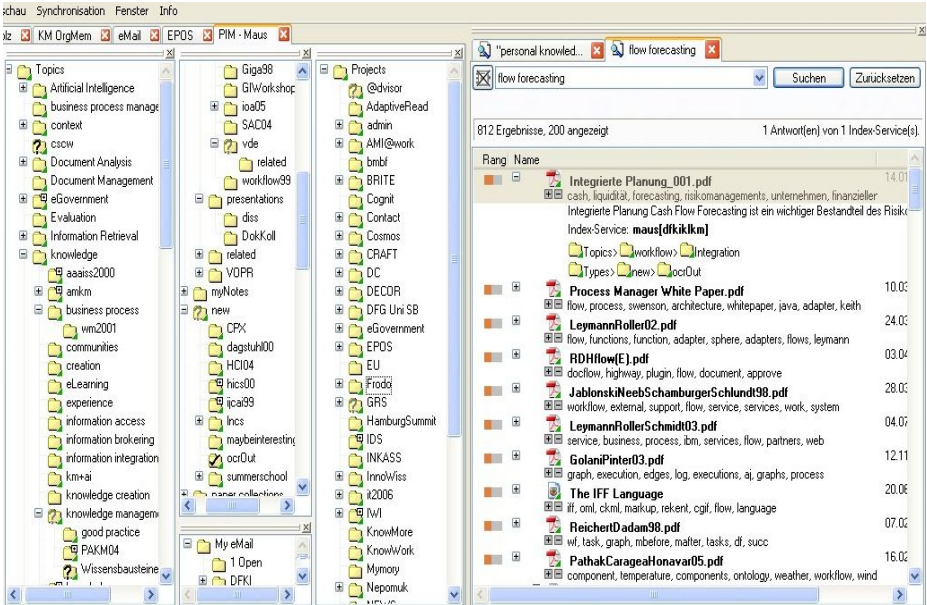 schau Synchronisation Fenster Info
olz KM OrgMem eMail EPOS PIM - Maus
Topics
Artificial Intelligence
business process manage
context
cscw
Document Analysis
Document Management
eGovernment
Evaluation
Information Retrieval
knowledge
aaaiss2000
amkm
business process
wm2001
communities
creation
eLearning
experience
information access
information brokering
information integration
km+ai
knowledge creation
knowledge managem
good practice
PAKM04
Wissensbausteine
Giga98
GIWorkshop
ioa05
SAC04
vde
related
workflow99
presentations
diss
DokKoll
related
VOPR
myNotes
new
CPX
dagstuhl00
HCI04
hics00
ijcai99
lncs
maybeinteresting
ocrOut
summerschool
paper collections
My eMail
1 Open
DFKI
Projects
@dvisor
AdaptiveRead
admin
AMI@work
bmbf
BRITE
Cognit
Contact
Cosmos
CRAFT
DC
DECOR
DFG Uni SB
eGovernment
EPOS
EU
Frodo
GRS
HamburgSummit
IDS
INKASS
InnoWiss
it2006
IWI
KnowMore
KnowWork
Mymory
Nepomuk
NEWS
"personal knowled... flow forecasting
flow forecasting Suchen Zurücksetzen
812 Ergebnisse, 200 angezeigt 1 Antwort(en) von 1 Index-Service(s).
Rang Name
Integrierte Planung_001.pdf 14.01
cash, liquidität, forecasting, risikomanagements, unternehmen, finanzieller
Integrierte Planung Cash Flow Forecasting ist ein wichtiger Bestandteil des Risiko
Index-Service: maus[dfkiklkm]
Topics> workflow> Integration
Types> new> ocrOut
Process Manager White Paper.pdf 10.03
flow, process, swenson, architecture, whitepaper, java, adapter, keith
LeymannRoller02.pdf 24.03
flow, functions, function, adapter, sphere, adapters, flows, leymann
RDHflow(E).pdf 03.04
docflow, highway, plugin, flow, document, approve
JablonskiNeebSchamburgerSchlundt98.pdf 28.03
workflow, external, support, flow, service, services, work, system
LeymannRollerSchmidt03.pdf 04.07
service, business, process, ibm, services, flow, partners, web
GolaniPinter03.pdf 12.11
graph, execution, edges, log, executions, aj, graphs, process
The IFF Language 20.06
iff, oml, ckml, markup, rekent, cgif, flow, language
ReichertDadam98.pdf 07.02
wf, task, graph, mbefore, mafter, tasks, df, succ
PathakCarageaHonavar05.pdf 16.02
component, temperature, components, ontology, weather, workflow, wind